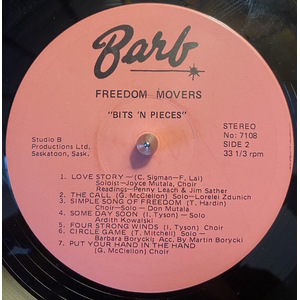 Barb
FREEDOM MOVERS
"BITS 'N PIECES"
Studio B
Productions Ltd.
Saskatoon, Sask.
STEREO
No: 7108
SIDE 2
33 1/3 rpm
1. LOVE STORY—(C. Sigman—F. Lai)
Soloist—Joyce Mutala, Choir
Readings—Penny Leach & Jim Sather
2. THE CALL (G. McClellon) Solo—Lorelei Zdunich
3. SIMPLE SONG OF FREEDOM (T. Hardin)
Choir—Solo — Don Mutala
4. SOME DAY SOON (I. Tyson) — Solo
Ardith Kowalski
5. FOUR STRONG WINDS (I. Tyson) — Choir
6. CIRCLE GAME (T. Mitchell) Solo —
Barbara Boryckl, Acc. By Martin Borycki
7. PUT YOUR HAND IN THE HAND
(G. McClellon) Choir